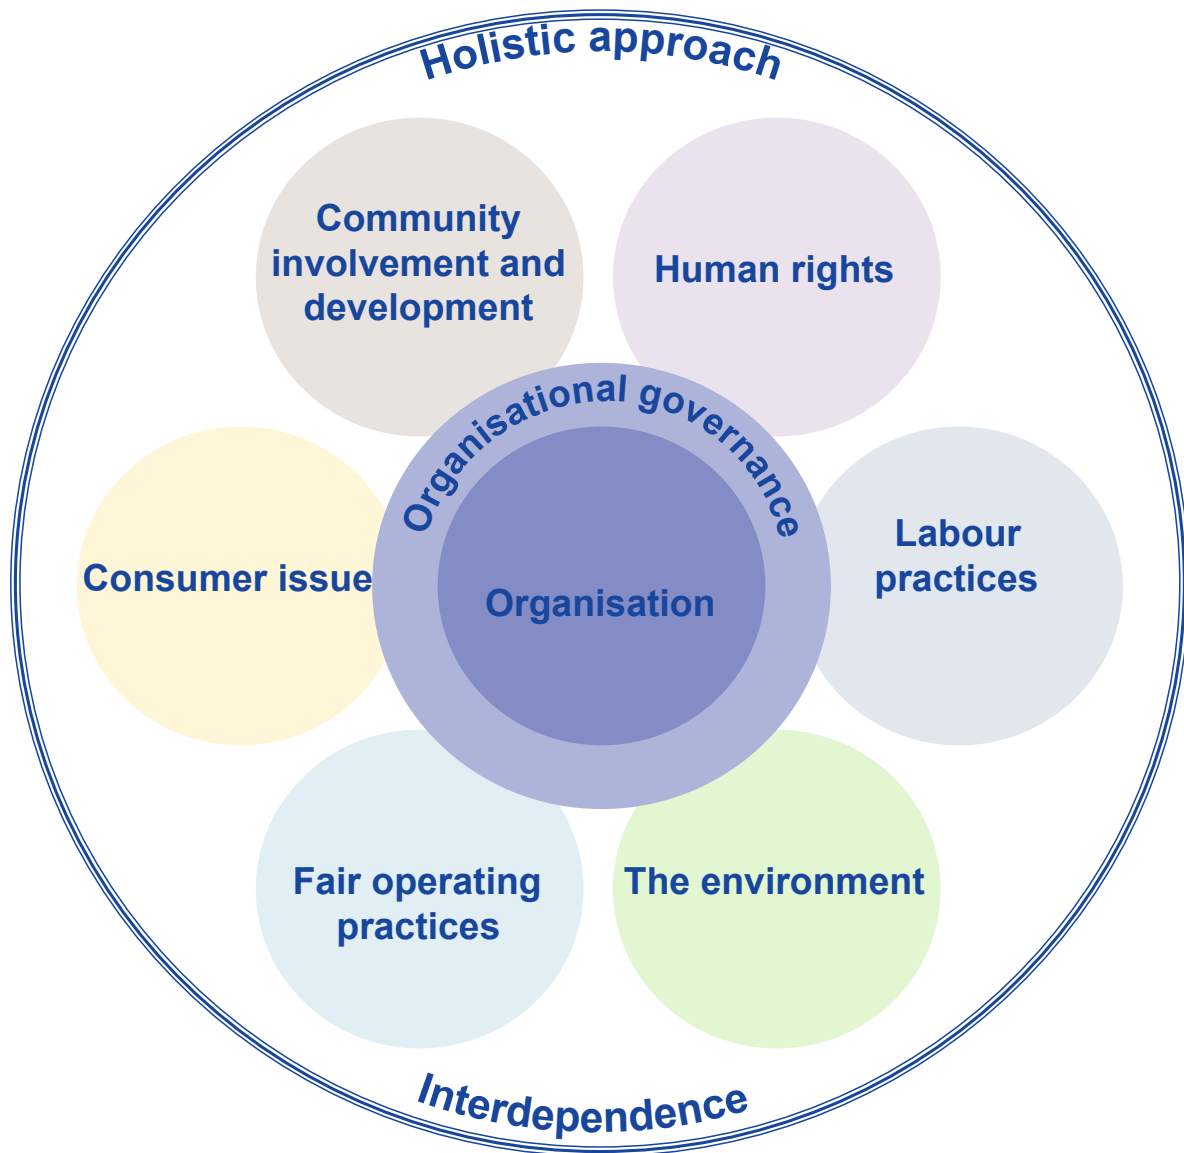 Holistic approach
Community
involvement and
development
Human rights
Organisational governance
Consumer issue
Organisation
Labour
practices
Fair operating
practices
The environment
Interdependence